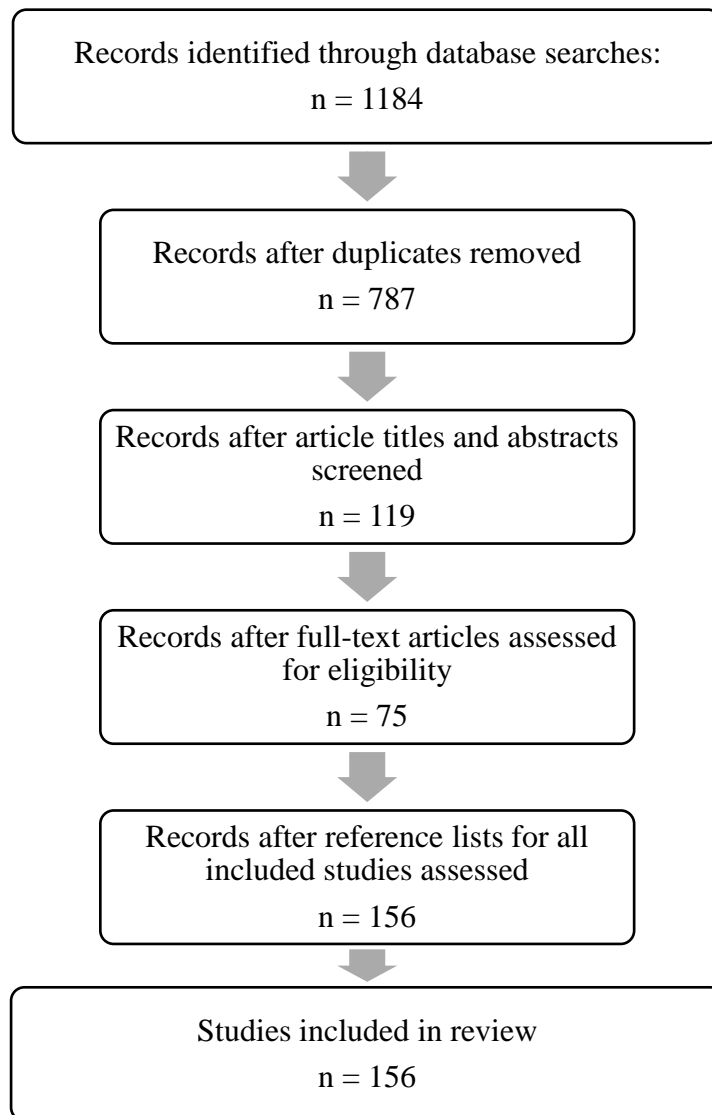 Records identified through database searches:
n = 1184
Records after duplicates removed
n = 787
Records after article titles and abstracts
screened
n = 119
Records after full-text articles assessed
for eligibility
n = 75
Records after reference lists for all
included studies assessed
n = 156
Studies included in review
n = 156